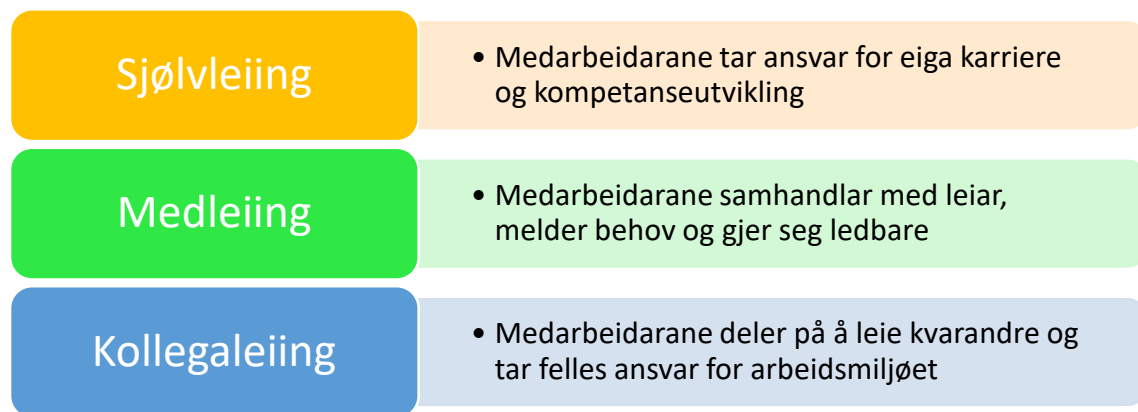 Sjølvleiing
• Medarbeidarane tar ansvar for eiga karriere
og kompetanseutvikling
Medleiing
• Medarbeidarane samhandlar med leiar,
melder behov og gjer seg ledbare
Kollegaleiing
• Medarbeidarane deler på å leie kvarandre og
tar felles ansvar for arbeidsmiljøet